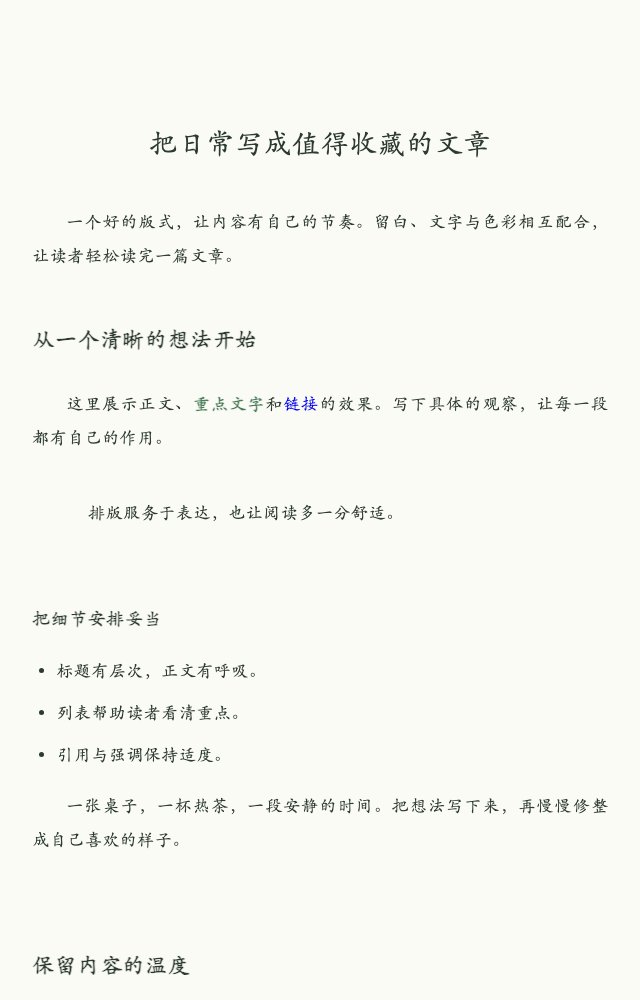 把日常写成值得收藏的文章
一个好的版式，让内容有自己的节奏。留白、文字与色彩相互配合，
让读者轻松读完一篇文章。
从一个清晰的想法开始
这里展示正文、重点文字和链接的效果。写下具体的观察，让每一段
都有自己的作用。
排版服务于表达，也让阅读多一分舒适。
把细节安排妥当
• 标题有层次，正文有呼吸。
• 列表帮助读者看清重点。
• 引用与强调保持适度。
一张桌子，一杯热茶，一段安静的时间。把想法写下来，再慢慢修整
成自己喜欢的样子。
保留内容的温度